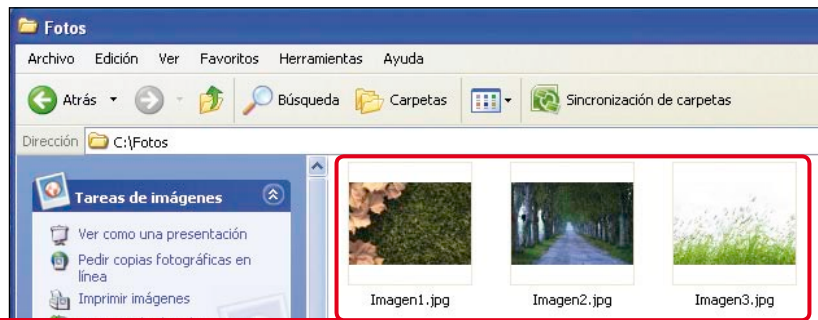 Fotos
Archivo Edición Ver Favoritos Herramientas Ayuda
Atrás Búsqueda Carpetas Sincronización de carpetas
Dirección C:\Fotos
Tareas de imágenes
Ver como una presentación
Pedir copias fotográficas en
línea
Imprimir imágenes
Imagen1.jpg Imagen2.jpg Imagen3.jpg